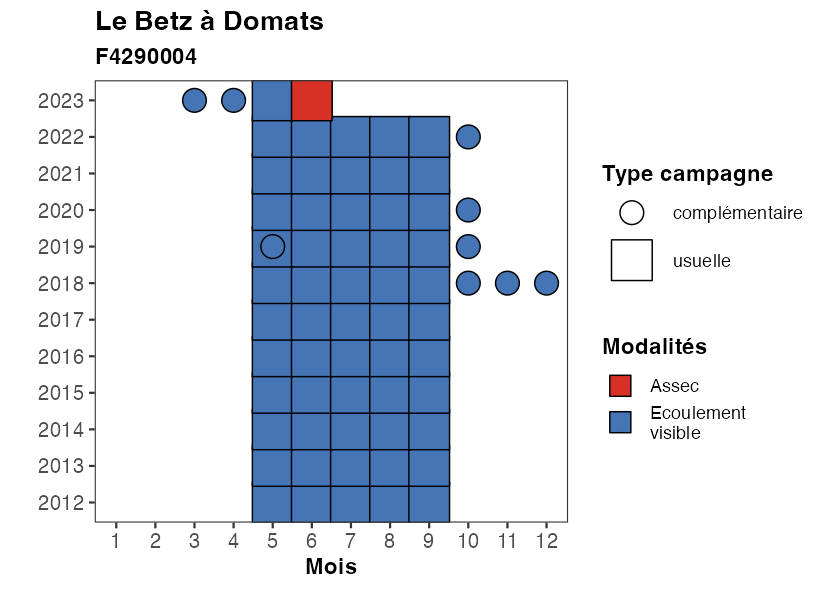 Le Betz à Domats
F4290004
2023
2022
2021
2020
2019
2018
2017
2016
2015
2014
2013
2012
1 2 3 4 5 6 7 8 9 10 11 12
Mois
Type campagne
complémentaire
usuelle
Modalités
Assec
Ecoulement
visible